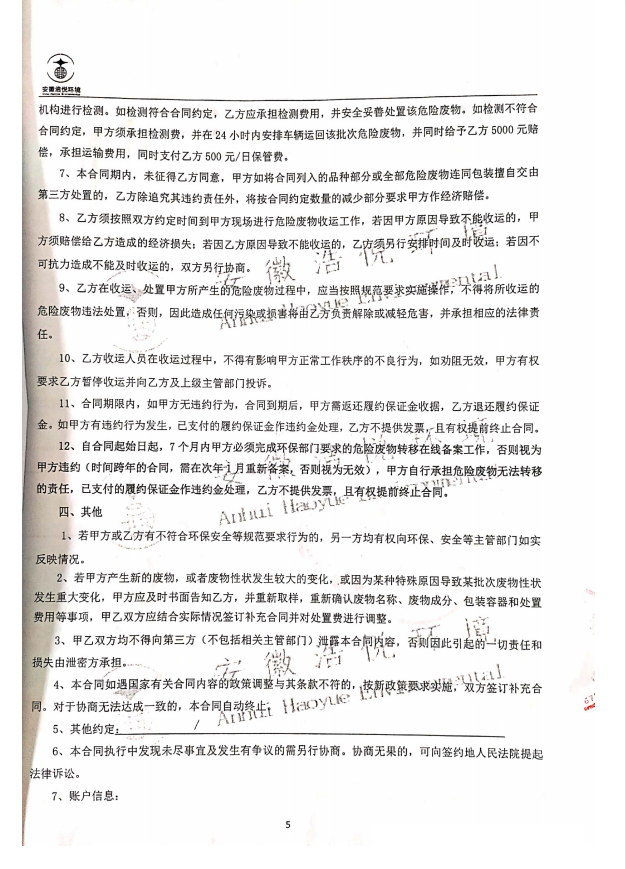 安徽浩悦环境
机构进行检测。如检测符合合同约定，乙方应承担检测费用，并安全妥善处置该危险废物。如检测不符合
合同约定，甲方须承担检测费，并在 24 小时内安排车辆运回该批次危险废物，并同时给予乙方 5000 元赔
偿，承担运输费用，同时支付乙方 500 元/日保管费。
7、本合同期内，未征得乙方同意，甲方如将合同列入的品种部分或全部危险废物连同包装擅自交由
第三方处置的，乙方除追究其违约责任外，将按合同约定数量的减少部分要求甲方作经济赔偿。
8、乙方须按照双方约定时间到甲方现场进行危险废物收运工作，若因甲方原因导致不能收运的，甲
方须赔偿给乙方造成的经济损失；若因乙方原因导致不能收运的，乙方须另行安排时间及时收运；若因不
可抗力造成不能及时收运的，双方另行协商。
9、乙方在收运、处置甲方所产生的危险废物过程中，应当按照规范要求实施操作，不得将所收运的
危险废物违法处置，否则，因此造成任何污染或损害将由乙方负责解除或减轻危害，并承担相应的法律责
任。
10、乙方收运人员在收运过程中，不得有影响甲方正常工作秩序的不良行为，如劝阻无效，甲方有权
要求乙方暂停收运并向乙方及上级主管部门投诉。
11、合同期限内，如甲方无违约行为，合同到期后，甲方需返还履约保证金收据，乙方退还履约保证
金。如甲方有违约行为发生，已支付的履约保证金作违约金处理，乙方不提供发票，且有权提前终止合同。
12、自合同起始日起，7 个月内甲方必须完成环保部门要求的危险废物转移在线备案工作，否则视为
甲方违约（时间跨年的合同，需在次年 1 月重新备案，否则视为无效），甲方自行承担危险废物无法转移
的责任，已支付的履约保证金作违约金处理，乙方不提供发票，且有权提前终止合同。
四、其他
1、若甲方或乙方有不符合环保安全等规范要求行为的，另一方均有权向环保、安全等主管部门如实
反映情况。
2、若甲方产生新的废物，或者废物性状发生较大的变化，或因为某种特殊原因导致某批次废物性状
发生重大变化，甲方应及时书面告知乙方，并重新取样，重新确认废物名称、废物成分、包装容器和处置
费用等事项，甲乙双方应结合实际情况签订补充合同并对处置费进行调整。
3、甲乙双方均不得向第三方（不包括相关主管部门）泄露本合同内容，否则因此引起的一切责任和
损失由泄密方承担。
4、本合同如遇国家有关合同内容的政策调整与其条款不符的，按新政策要求实施，双方签订补充合
同。对于协商无法达成一致的，本合同自动终止。
5、其他约定： /
6、本合同执行中发现未尽事宜及发生有争议的需另行协商。协商无果的，可向签约地人民法院提起
法律诉讼。
7、账户信息：
5
安徽浩悦环境
Anhui Haoyue Environmental
安徽浩悦环境
Anhui Haoyue Environmental
安徽浩悦环境
Anhui Haoyue Environmental